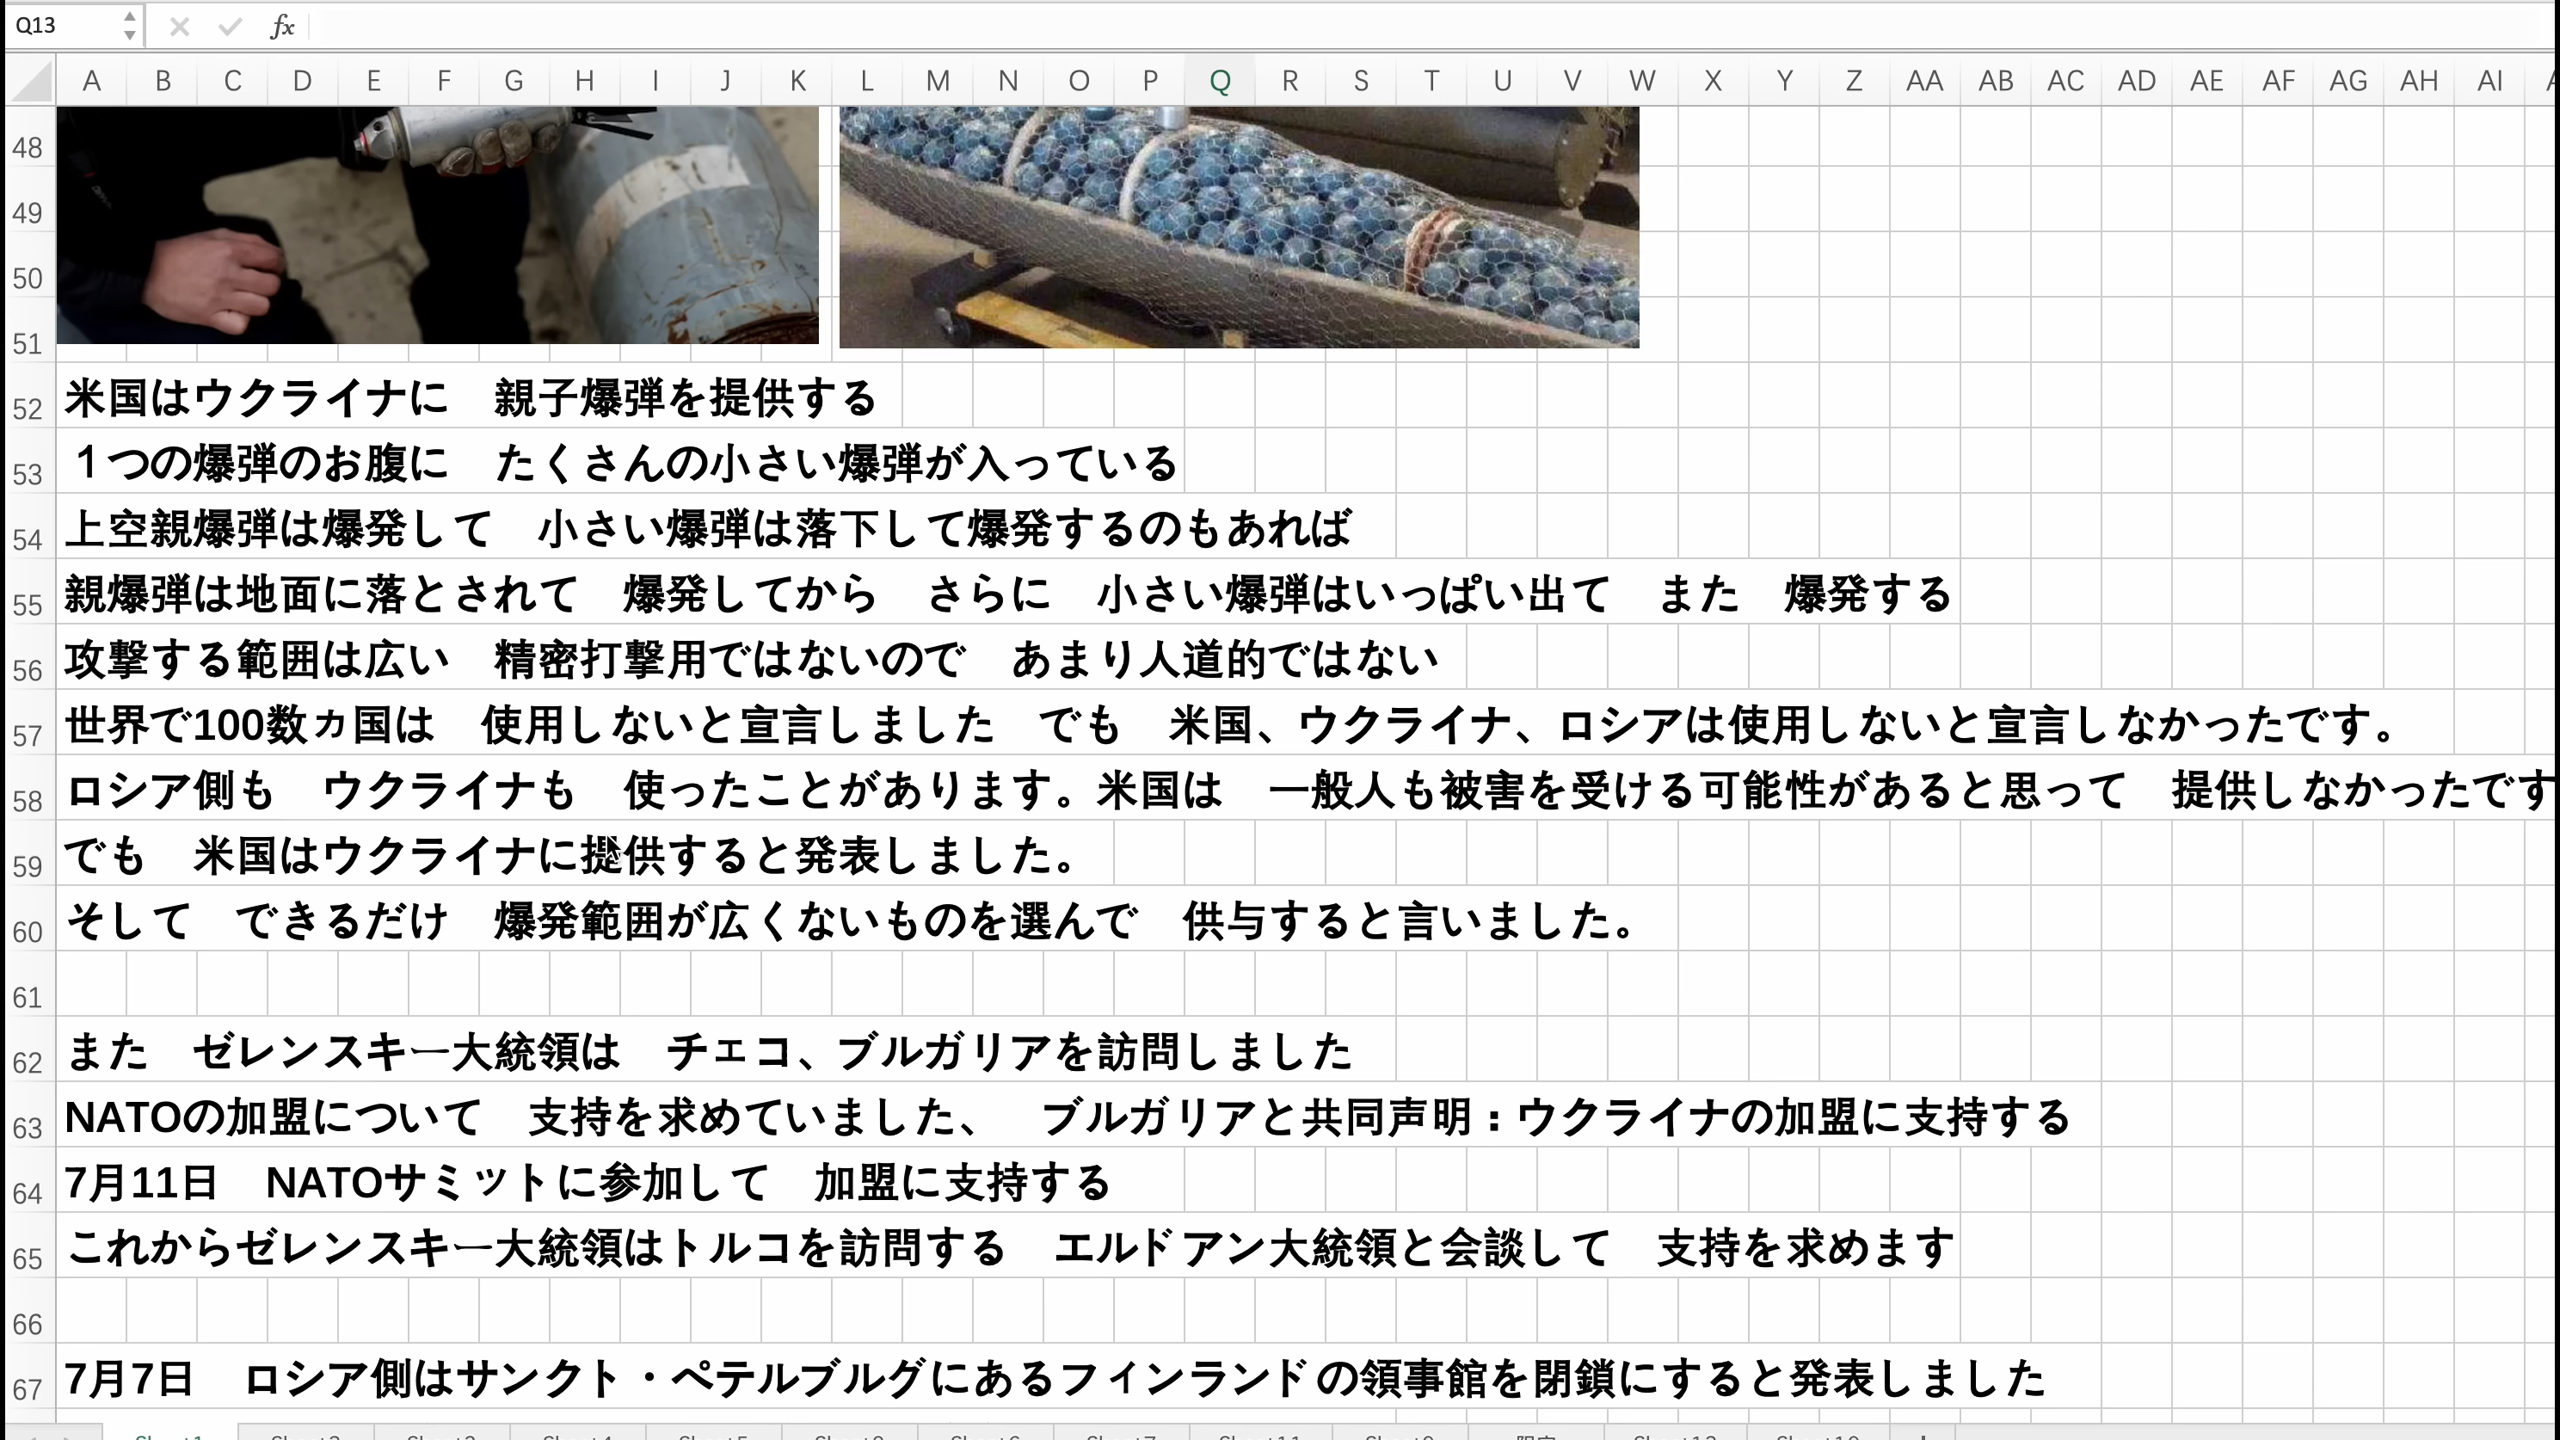 Q13
fx
A B C D E F G H I J K L M N O P Q R S T U V W X Y Z AA AB AC AD AE AF AG AH AI
48
49
50
51
52 米国はウクライナに　親子爆弾を提供する
53 １つの爆弾のお腹に　たくさんの小さい爆弾が入っている
54 上空親爆弾は爆発して　小さい爆弾は落下して爆発するのもあれば
55 親爆弾は地面に落とされて　爆発してから　さらに　小さい爆弾はいっぱい出て　また　爆発する
56 攻撃する範囲は広い　精密打撃用ではないので　あまり人道的ではない
57 世界で100数ヵ国は　使用しないと宣言しました　でも　米国、ウクライナ、ロシアは使用しないと宣言しなかったです。
58 ロシア側も　ウクライナも　使ったことがあります。米国は　一般人も被害を受ける可能性があると思って　提供しなかったです
59 でも　米国はウクライナに提供すると発表しました。
60 そして　できるだけ　爆発範囲が広くないものを選んで　供与すると言いました。
61
62 また　ゼレンスキー大統領は　チェコ、ブルガリアを訪問しました
63 NATOの加盟について　支持を求めていました、　ブルガリアと共同声明：ウクライナの加盟に支持する
64 7月11日　NATOサミットに参加して　加盟に支持する
65 これからゼレンスキー大統領はトルコを訪問する　エルドアン大統領と会談して　支持を求めます
66
67 7月7日　ロシア側はサンクト・ペテルブルグにあるフィンランドの領事館を閉鎖にすると発表しました